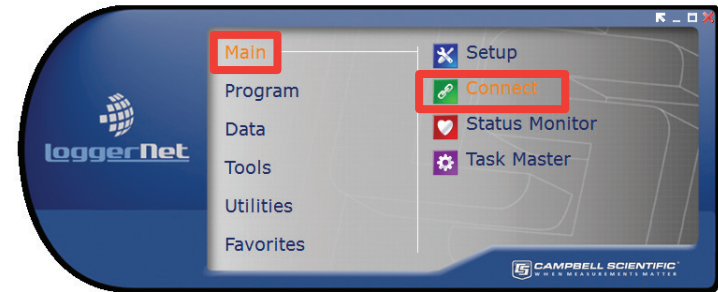 Main
Program
Data
Tools
Utilities
Favorites
Setup
Connect
Status Monitor
Task Master
loggerNet
CAMPBELL SCIENTIFIC
WHEN MEASUREMENTS MATTER